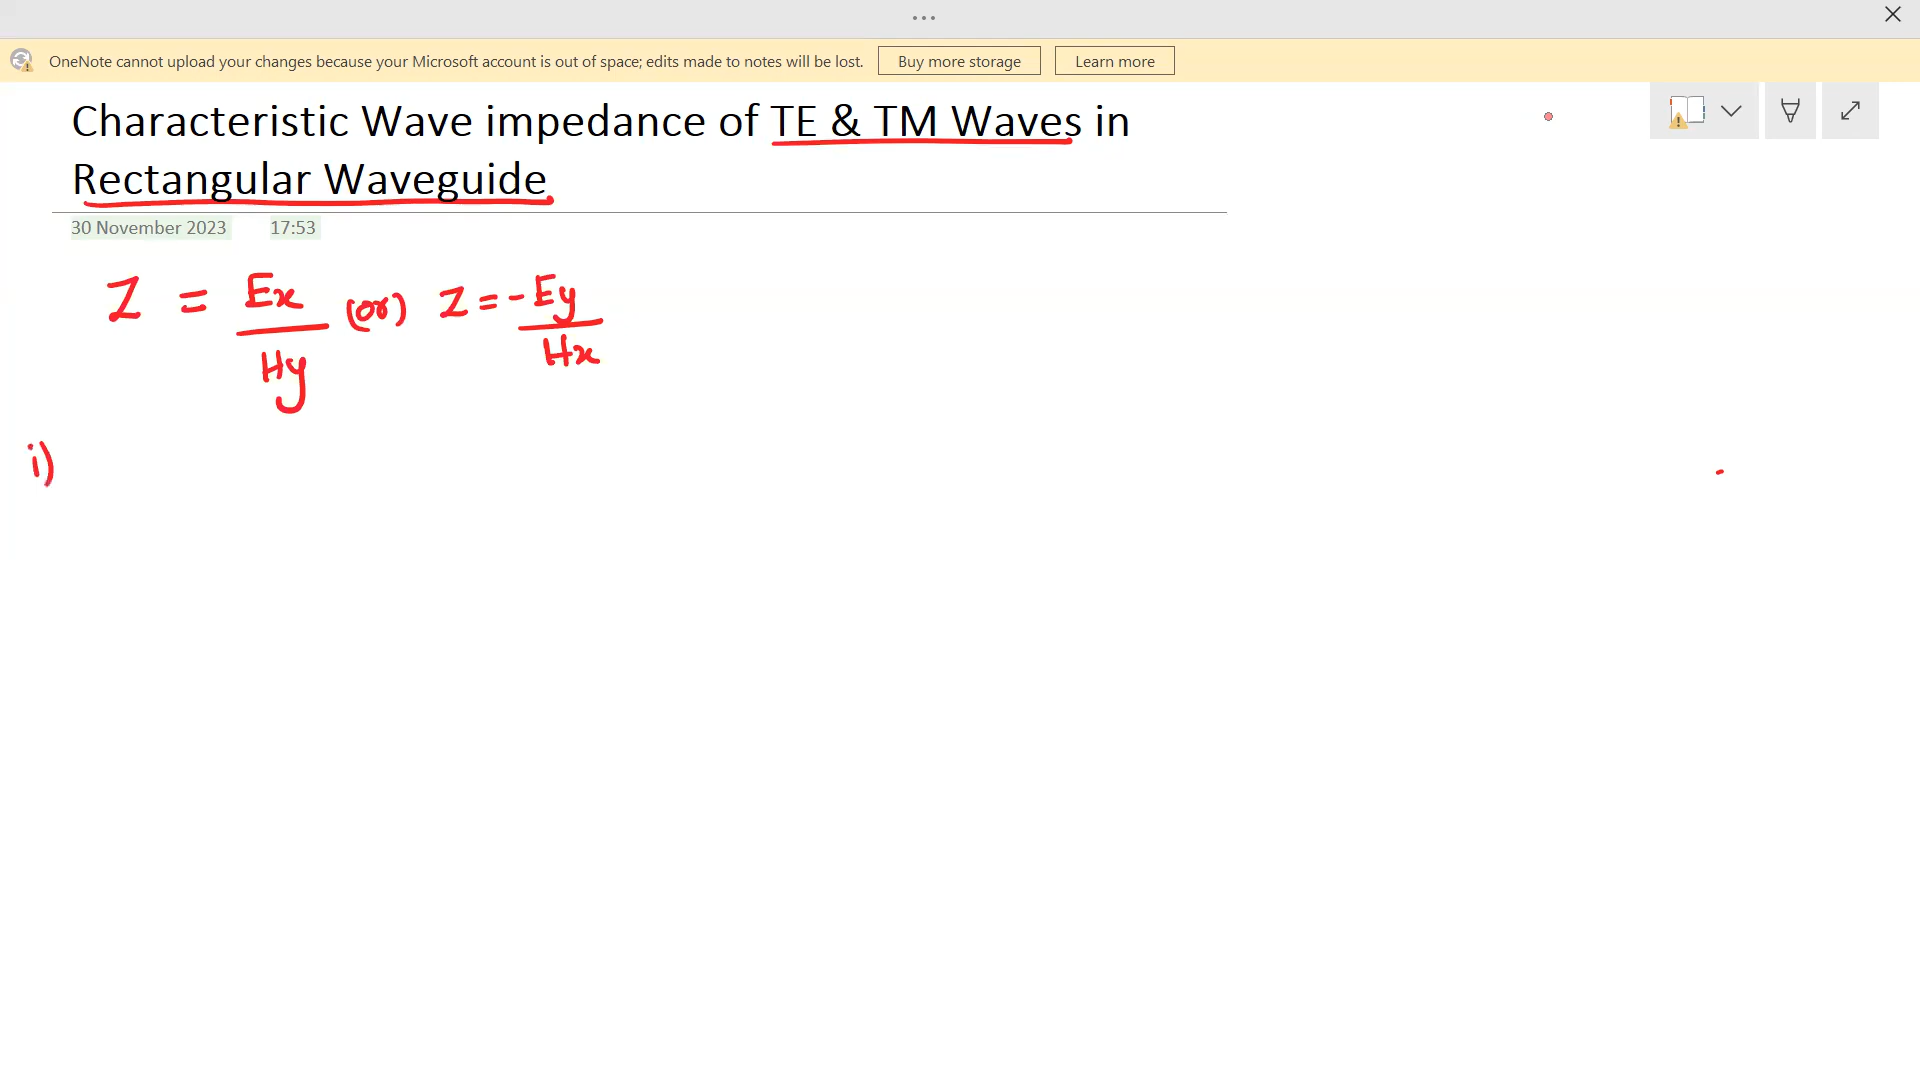 OneNote cannot upload your changes because your Microsoft account is out of space; edits made to notes will be lost. Buy more storage Learn more
Characteristic Wave impedance of TE & TM Waves in
Rectangular Waveguide
30 November 2023 17:53
Z = Ex / Hy (or) Z = - Ey / Hx
i)